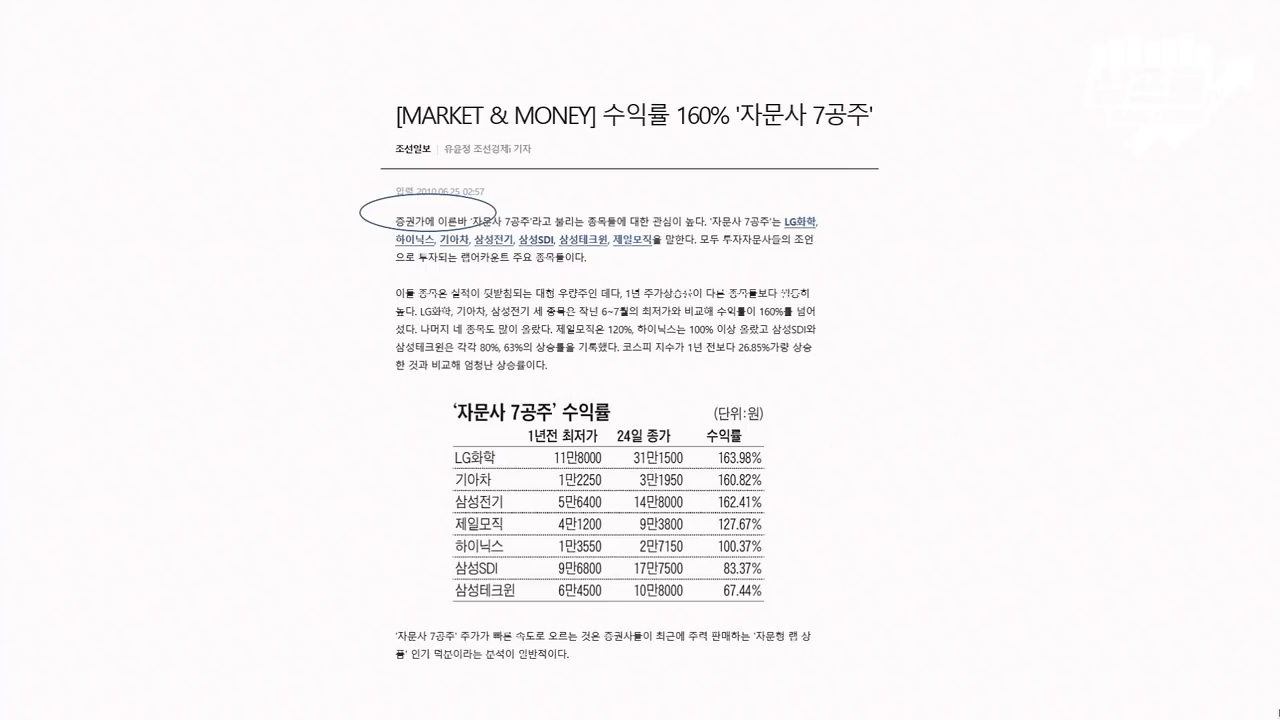 [MARKET & MONEY] 수익률 160% '자문사 7공주'
조선일보 | 유윤정 조선경제i 기자
입력 2010.06.25 02:57
증권가에 이른바 '자문사 7공주'라고 불리는 종목들에 대한 관심이 높다. '자문사 7공주'는 LG화학,
하이닉스, 기아차, 삼성전기, 삼성SDI, 삼성테크윈, 제일모직을 말한다. 모두 투자자문사들의 조언
으로 투자되는 랩어카운트 주요 종목들이다.
이들 종목은 실적이 뒷받침되는 대형 우량주인 데다, 1년 주가상승률이 다른 종목들보다 월등히
높다. LG화학, 기아차, 삼성전기 세 종목은 작년 6~7월의 최저가와 비교해 수익률이 160%를 넘어
섰다. 나머지 네 종목도 많이 올랐다. 제일모직은 120%, 하이닉스는 100% 이상 올랐고 삼성SDI와
삼성테크윈은 각각 80%, 63%의 상승률을 기록했다. 코스피 지수가 1년 전보다 26.85%가량 상승
한 것과 비교해 엄청난 상승률이다.
'자문사 7공주' 수익률 (단위:원)
1년전 최저가 24일 종가 수익률
LG화학 11만8000 31만1500 163.98%
기아차 1만2250 3만1950 160.82%
삼성전기 5만6400 14만8000 162.41%
제일모직 4만1200 9만3800 127.67%
하이닉스 1만3550 2만7150 100.37%
삼성SDI 9만6800 17만7500 83.37%
삼성테크윈 6만4500 10만8000 67.44%
'자문사 7공주' 주가가 빠른 속도로 오르는 것은 증권사들이 최근에 주력 판매하는 '자문형 랩 상
품' 인기 덕분이라는 분석이 일반적이다.